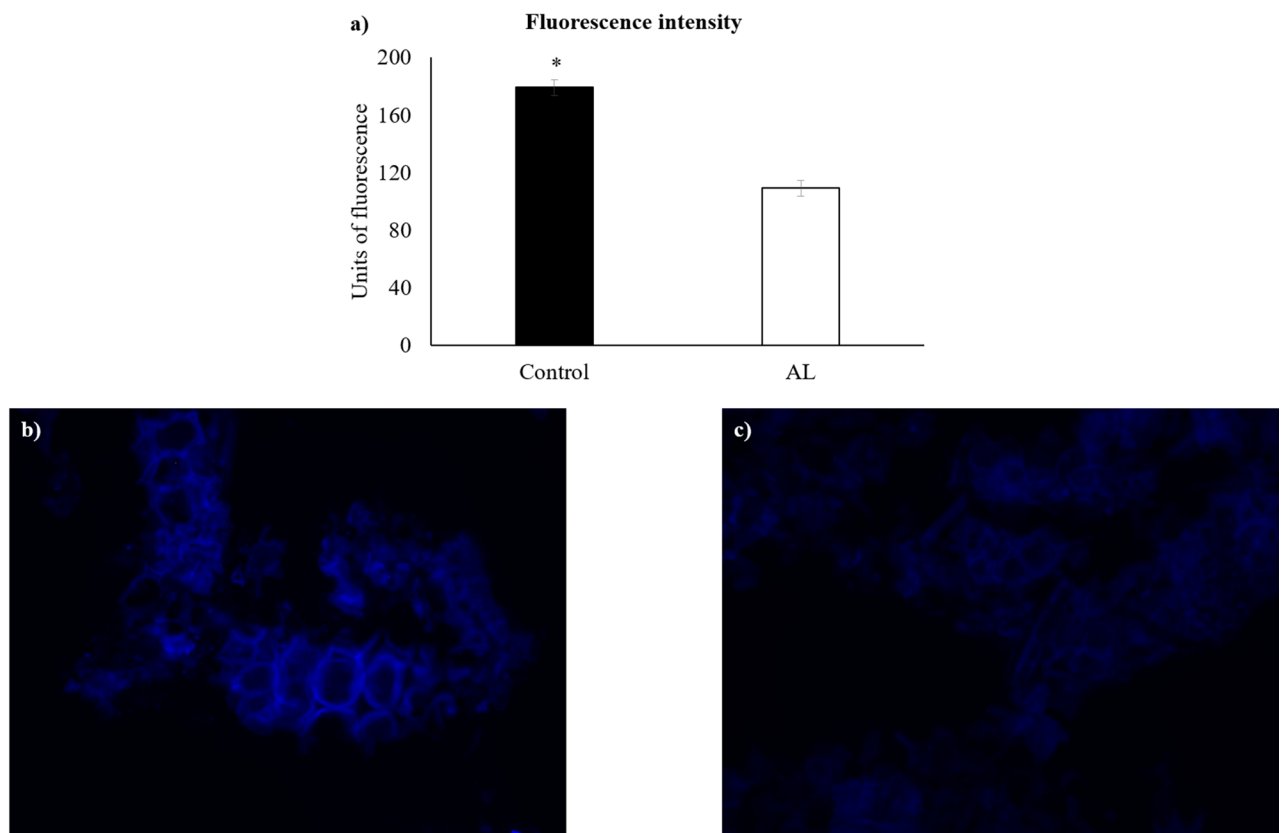 a)
Fluorescence intensity
200
*
160
120
80
40
0
Units of fluorescence
Control
AL
b)
c)